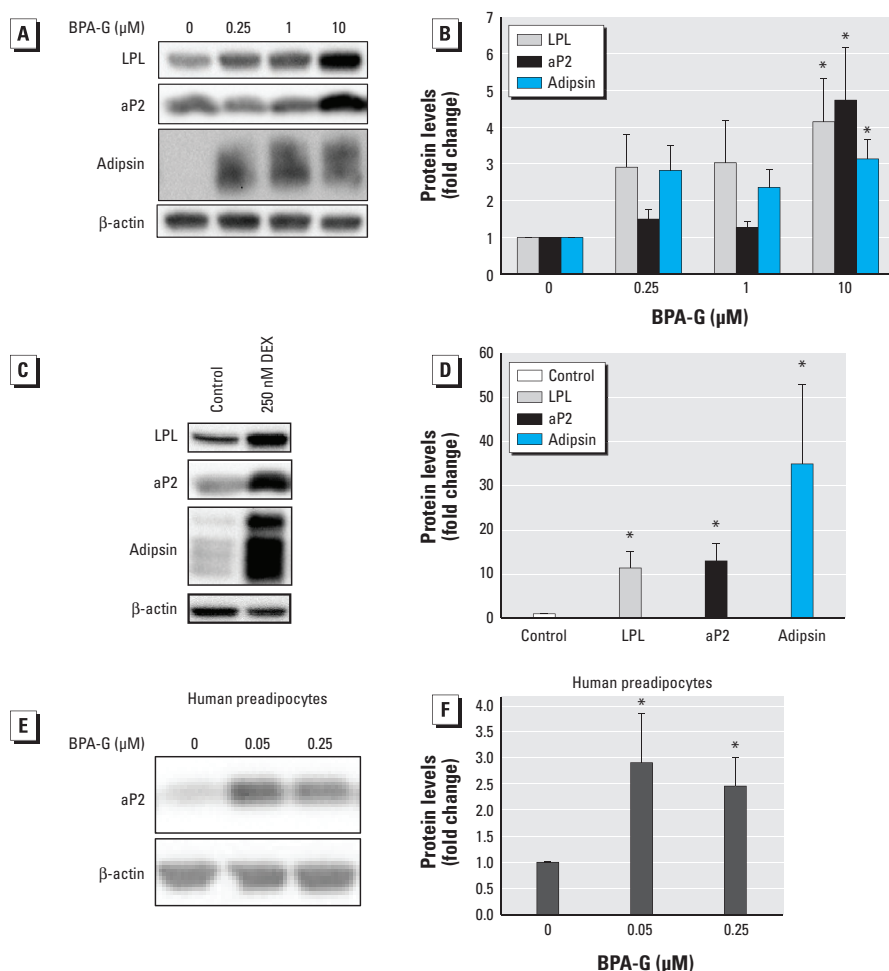 A
BPA-G (µM) 0 0.25 1 10
LPL
aP2
Adipsin
β-actin
B
7
6
5
4
3
2
1
0
Protein levels
(fold change)
LPL
aP2
Adipsin
* * *
0 0.25 1 10
BPA-G (µM)
C
Control
250 nM DEX
LPL
aP2
Adipsin
β-actin
D
60
50
40
30
20
10
0
Protein levels
(fold change)
Control
LPL
aP2
Adipsin
* * *
Control LPL aP2 Adipsin
E
Human preadipocytes
BPA-G (µM) 0 0.05 0.25
aP2
β-actin
F
Human preadipocytes
4.0
3.5
3.0
2.5
2.0
1.5
1.0
0.5
0.0
Protein levels
(fold change)
* *
0 0.05 0.25
BPA-G (µM)